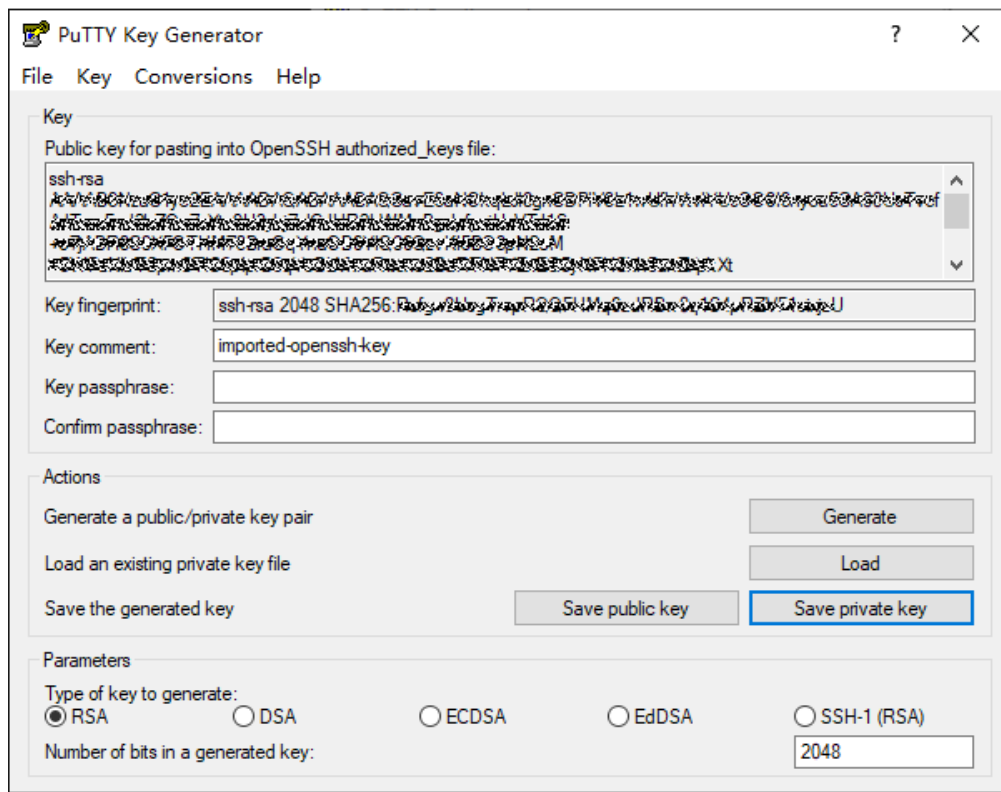 PuTTY Key Generator
?
File Key Conversions Help
Key
Public key for pasting into OpenSSH authorized_keys file:
ssh-rsa
Key fingerprint: ssh-rsa 2048 SHA256:
Key comment: imported-openssh-key
Key passphrase:
Confirm passphrase:
Actions
Generate a public/private key pair Generate
Load an existing private key file Load
Save the generated key Save public key Save private key
Parameters
Type of key to generate:
RSA DSA ECDSA EdDSA SSH-1 (RSA)
Number of bits in a generated key: 2048